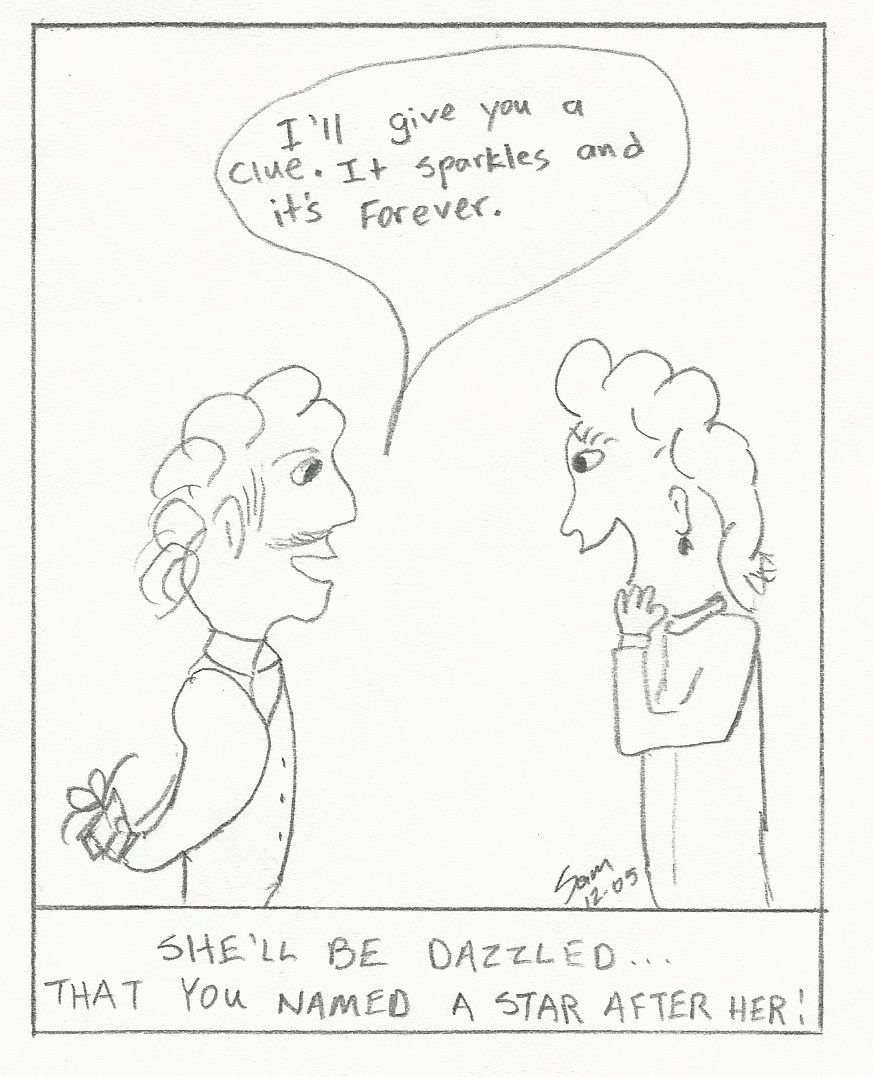 I'll give you a
clue. It sparkles and
it's Forever.
Sam
12-05
SHE'LL BE DAZZLED...
THAT YOU NAMED A STAR AFTER HER!